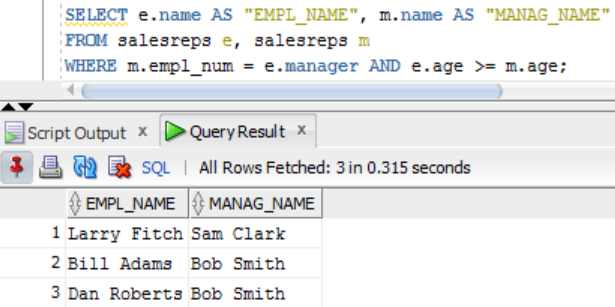 SELECT e.name AS "EMPL_NAME", m.name AS "MANAG_NAME"
FROM salesreps e, salesreps m
WHERE m.empl_num = e.manager AND e.age >= m.age;
Script Output x Query Result x
SQL | All Rows Fetched: 3 in 0.315 seconds
EMPL_NAME MANAG_NAME
1 Larry Fitch Sam Clark
2 Bill Adams Bob Smith
3 Dan Roberts Bob Smith